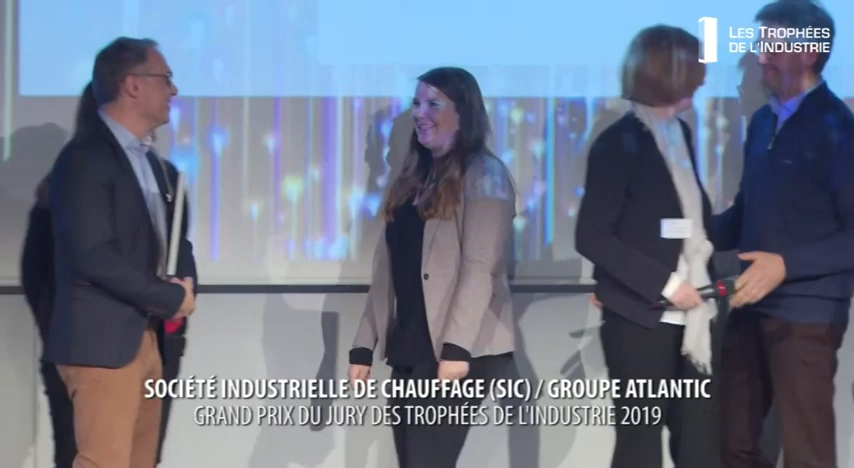 LES TROPHÉES
DE L'INDUSTRIE
SOCIÉTÉ INDUSTRIELLE DE CHAUFFAGE (SIC) / GROUPE ATLANTIC
GRAND PRIX DU JURY DES TROPHÉES DE L'INDUSTRIE 2019